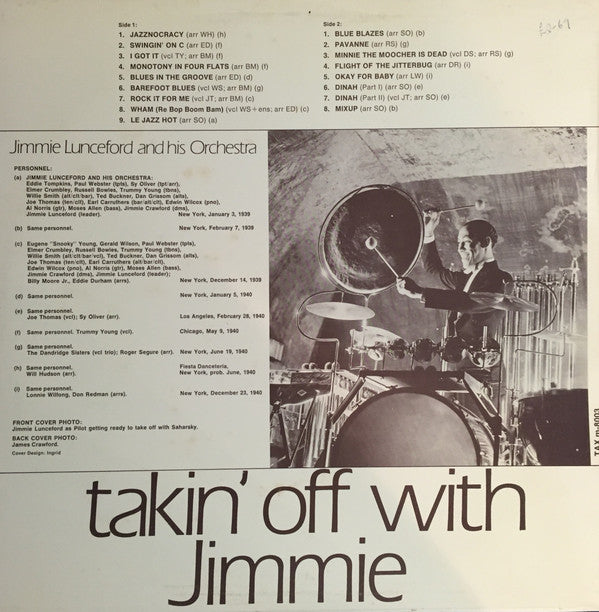 Side 1:
1. JAZZNOCRACY (arr WH) (h)
2. SWINGIN' ON C (arr ED) (f)
3. I GOT IT (vcl TY; arr BM) (f)
4. MONOTONY IN FOUR FLATS (arr BM) (f)
5. BLUES IN THE GROOVE (arr ED) (d)
6. BAREFOOT BLUES (vcl WS; arr BM) (g)
7. ROCK IT FOR ME (vcl JT; arr BM) (c)
8. WHAM (Re Bop Boom Bam) (vcl WS + ens; arr ED) (c)
9. LE JAZZ HOT (arr SO) (a)
Side 2:
1. BLUE BLAZES (arr SO) (b)
2. PAVANNE (arr RS) (g)
3. MINNIE THE MOOCHER IS DEAD (vcl DS; arr RS) (g)
4. FLIGHT OF THE JITTERBUG (arr DR) (i)
5. OKAY FOR BABY (arr LW) (i)
6. DINAH (Part I) (arr SO) (e)
7. DINAH (Part II) (vcl JT; arr SO) (e)
8. MIXUP (arr SO) (b)
Jimmie Lunceford and his Orchestra
PERSONNEL:
(a) JIMMIE LUNCEFORD AND HIS ORCHESTRA:
Eddie Tompkins, Paul Webster (tpts), Sy Oliver (tpt/arr),
Elmer Crumbley, Russell Bowles, Trummy Young (tbns),
Willie Smith (alt/clt/bar), Ted Buckner, Dan Grissom (alts),
Joe Thomas (ten/clt), Earl Carruthers (bar/alt/clt), Edwin Wilcox (pno),
Al Norris (gtr), Moses Allen (bass), Jimmie Crawford (dms),
Jimmie Lunceford (leader). New York, January 3, 1939
(b) Same personnel. New York, February 7, 1939
(c) Eugene "Snooky" Young, Gerald Wilson, Paul Webster (tpts),
Elmer Crumbley, Russell Bowles, Trummy Young (tbns),
Willie Smith (alt/clt/bar/vcl), Ted Buckner, Dan Grissom (alts),
Joe Thomas (ten/clt), Earl Carruthers (alt/bar/clt),
Edwin Wilcox (pno), Al Norris (gtr), Moses Allen (bass),
Jimmie Crawford (dms), Jimmie Lunceford (leader);
Billy Moore Jr., Eddie Durham (arrs). New York, December 14, 1939
(d) Same personnel. New York, January 5, 1940
(e) Same personnel.
Joe Thomas (vcl); Sy Oliver (arr). Los Angeles, February 28, 1940
(f) Same personnel. Trummy Young (vcl). Chicago, May 9, 1940
(g) Same personnel.
The Dandridge Sisters (vcl trio); Roger Segure (arr). New York, June 19, 1940
(h) Same personnel. Fiesta Danceteria,
Will Hudson (arr). New York, prob. June, 1940
(i) Same personnel.
Lonnie Wilfong, Don Redman (arrs). New York, December 23, 1940
FRONT COVER PHOTO:
Jimmie Lunceford as Pilot getting ready to take off with Saharsky.
BACK COVER PHOTO:
James Crawford.
Cover Design: Ingrid
TAX m-8003
takin' off with
Jimmie